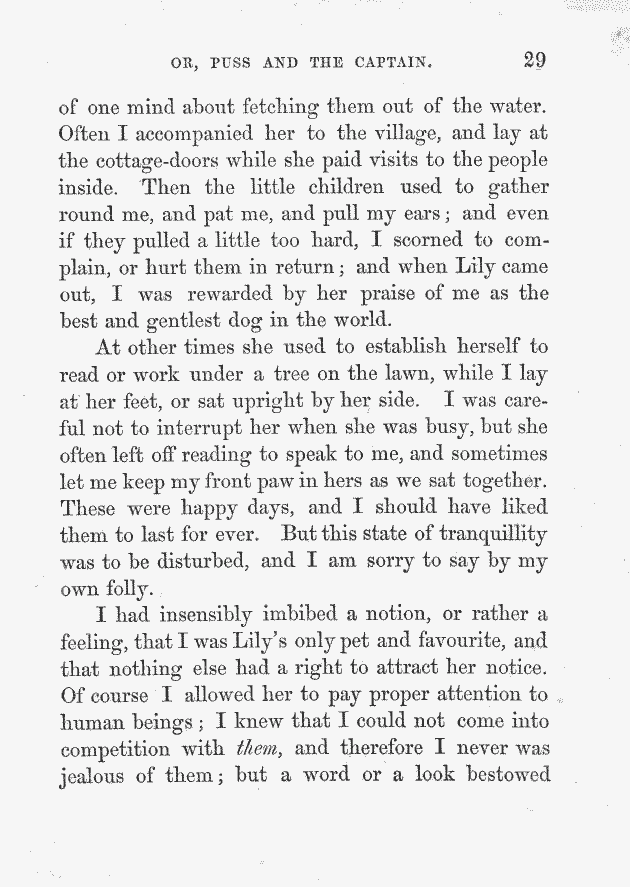 OR, PUSS AND THE CAPTAIN. 29
of one mind about fetching them out of the water.
Often I accompanied her to the village, and lay at
the cottage-doors while she paid visits to the people
inside. Then the little children used to gather
round me, and pat me, and pull my ears; and even
if they pulled a little too hard, I scorned to com-
plain, or hurt them in return; and when Lily came
out, I was rewarded by her praise of me as the
best and gentlest dog in the world.
At other times she used to establish herself to
read or work under a tree on the lawn, while I lay
at her feet, or sat upright by her side. I was care-
ful not to interrupt her when she was busy, but she
often left off reading to speak to me, and sometimes
let me keep my front paw in hers as we sat together.
These were happy days, and I should have liked
them to last for ever. But this state of tranquillity
was to be disturbed, and I am sorry to say by my
own folly.
I had insensibly imbibed a notion, or rather a
feeling, that I was Lily's only pet and favourite, and
that nothing else had a right to attract her notice.
Of course I allowed her to pay proper attention to
human beings; I knew that I could not come into
competition with them, and therefore I never was
jealous of them; but a word or a look bestowed